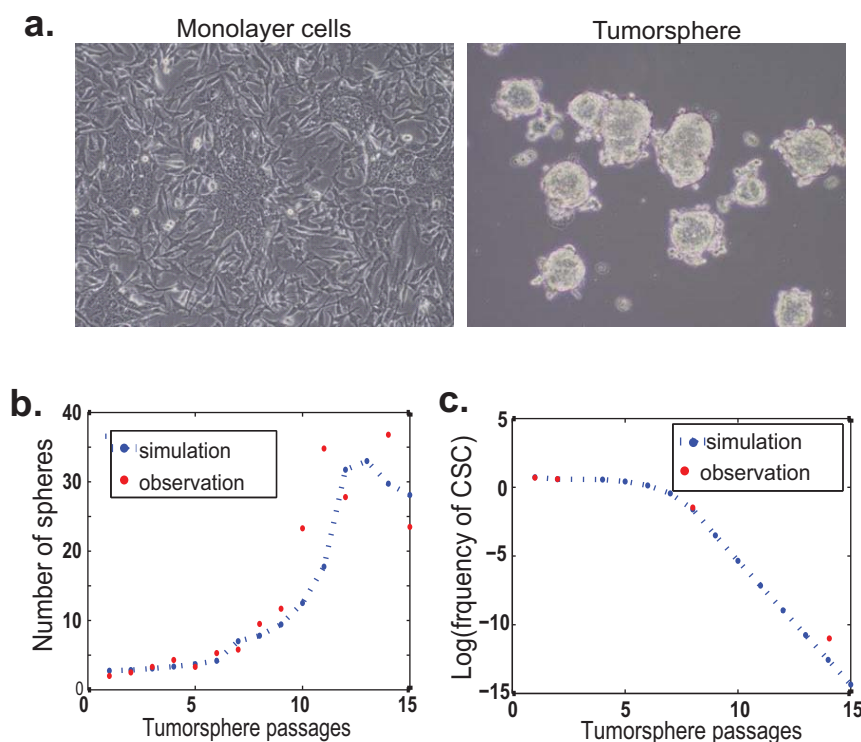 a.
Monolayer cells
Tumorsphere
b.
40
30
20
10
0
Number of spheres
simulation
observation
0 5 10 15
Tumorsphere passages
c.
5
0
−5
−10
−15
Log(frquency of CSC)
simulation
observation
0 5 10 15
Tumorsphere passages